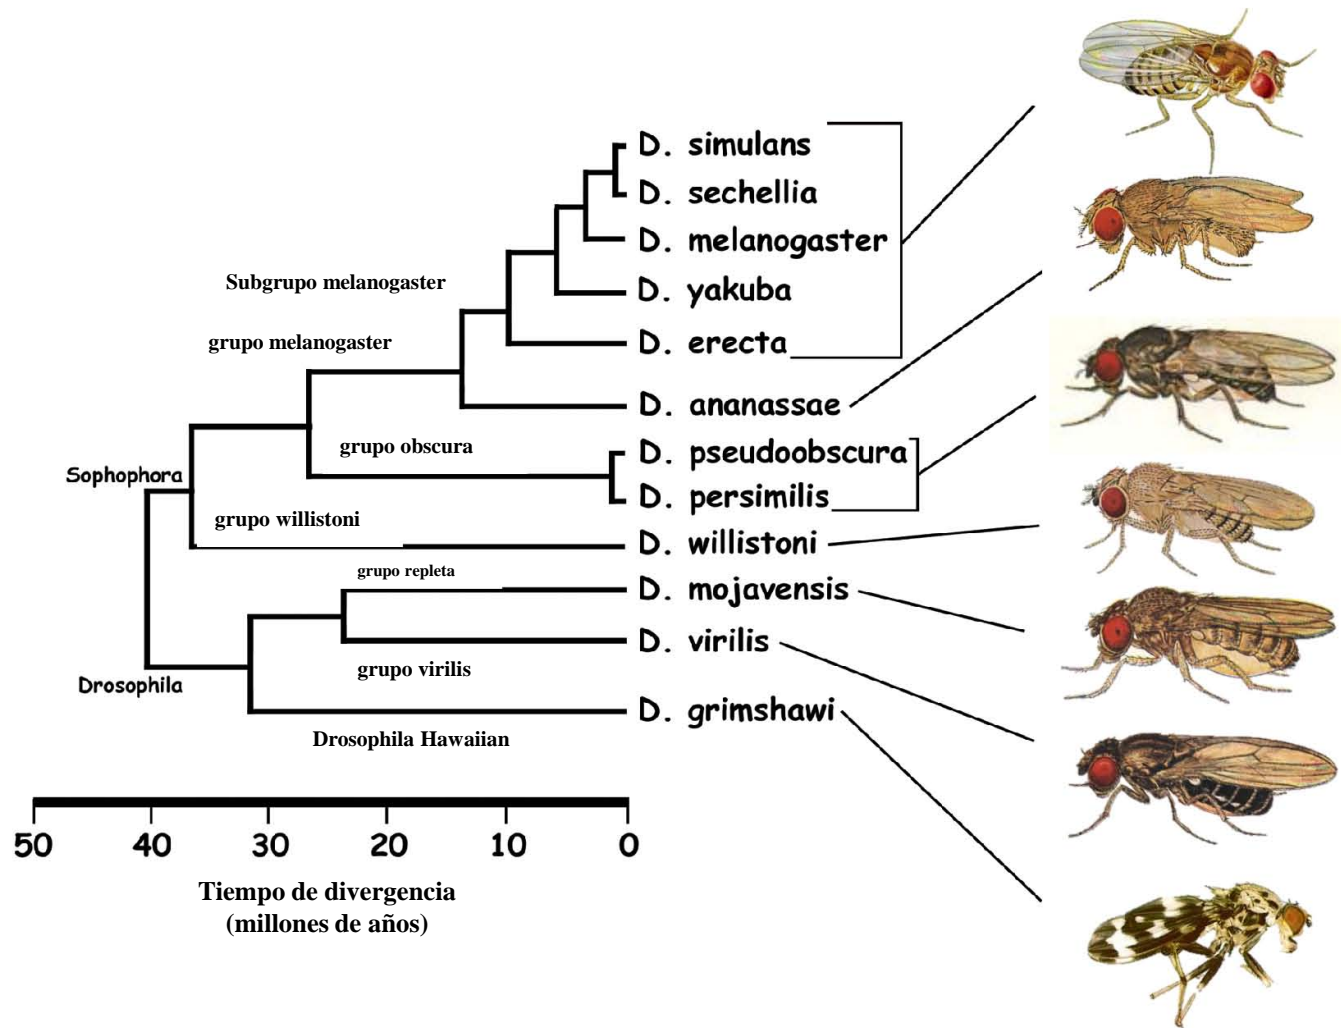 D. simulans
D. sechellia
D. melanogaster
Subgrupo melanogaster
D. yakuba
grupo melanogaster
D. erecta
D. ananassae
grupo obscura
D. pseudoobscura
Sophophora
D. persimilis
grupo willistoni
D. willistoni
grupo repleta
D. mojavensis
D. virilis
grupo virilis
Drosophila
D. grimshawi
Drosophila Hawaiian
50 40 30 20 10 0
Tiempo de divergencia
(millones de años)